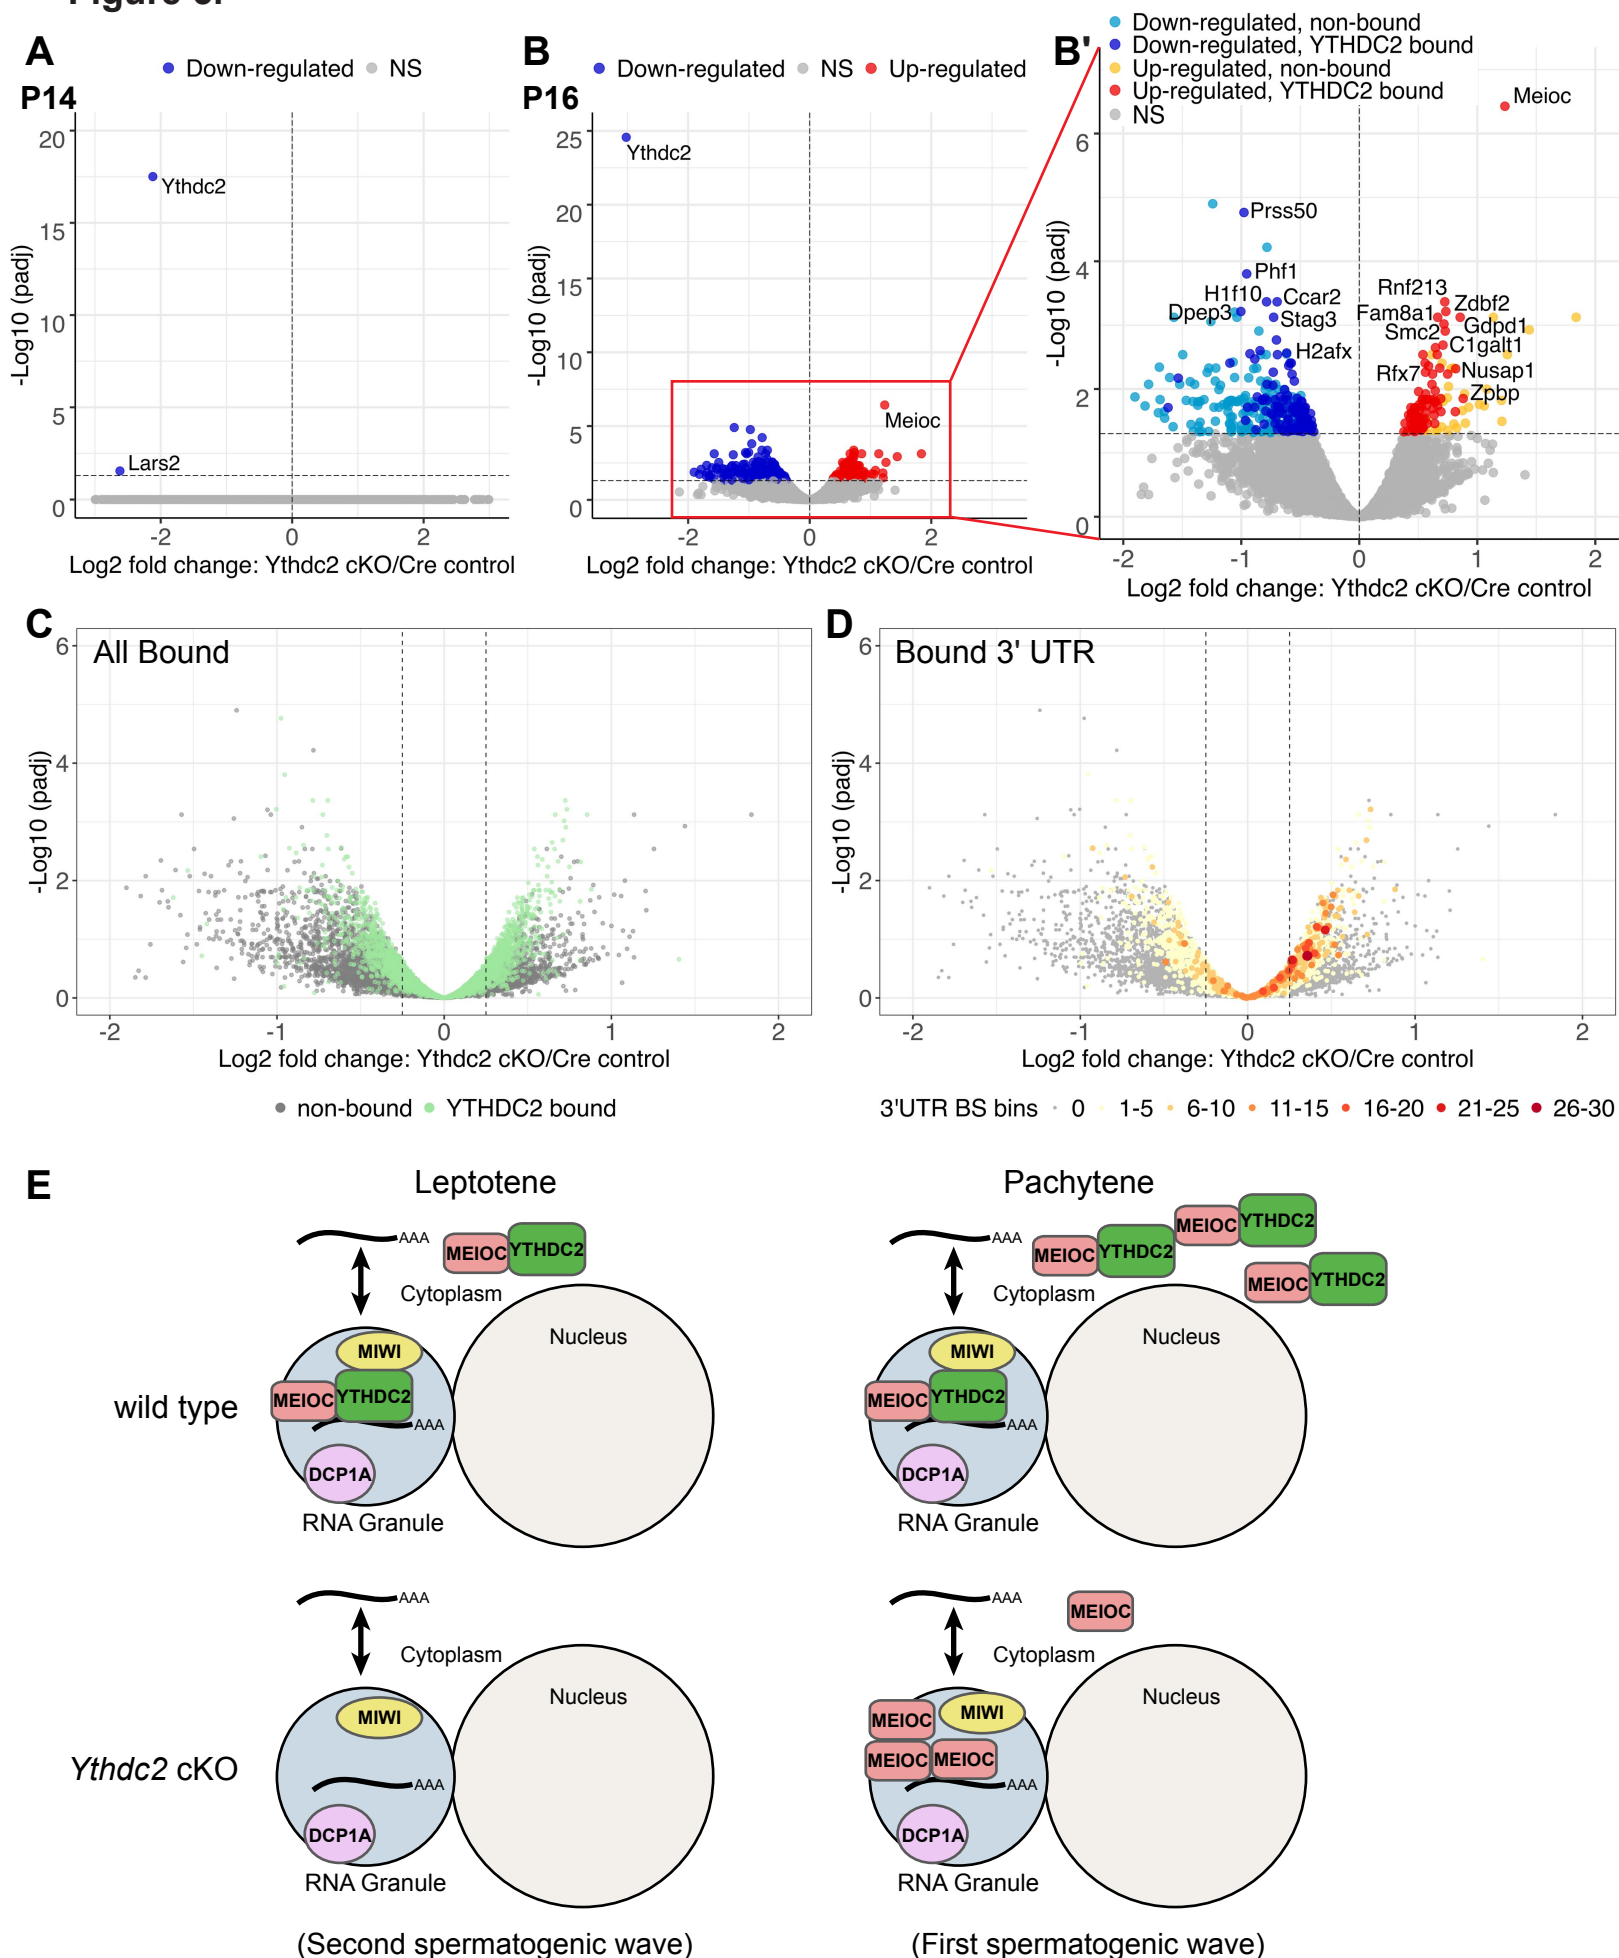 A
Down-regulated NS
P14
20
15
10
5
0
-Log10 (padj)
Ythdc2
Lars2
-2 0 2
Log2 fold change: Ythdc2 cKO/Cre control
B
Down-regulated NS Up-regulated
P16
25
20
15
10
5
0
-Log10 (padj)
Ythdc2
Meioc
-2 0 2
Log2 fold change: Ythdc2 cKO/Cre control
B'
Down-regulated, non-bound
Down-regulated, YTHDC2 bound
Up-regulated, non-bound
Up-regulated, YTHDC2 bound
NS
6
4
2
0
-Log10 (padj)
Meioc
Prss50
Phf1
H1f10 Ccar2
Dpep3 Stag3
H2afx
Rnf213
Zdbf2
Fam8a1
Gdpd1
Smc2
C1galt1
Rfx7 Nusap1
Zpbp
-2 -1 0 1 2
Log2 fold change: Ythdc2 cKO/Cre control
C
All Bound
6
4
2
0
-Log10 (padj)
-2 -1 0 1 2
Log2 fold change: Ythdc2 cKO/Cre control
non-bound YTHDC2 bound
D
Bound 3' UTR
6
4
2
0
-Log10 (padj)
-2 -1 0 1 2
Log2 fold change: Ythdc2 cKO/Cre control
3'UTR BS bins 0 1-5 6-10 11-15 16-20 21-25 26-30
E
Leptotene
Pachytene
wild type
AAA
MEIOC YTHDC2
Cytoplasm
Nucleus
MIWI
MEIOC YTHDC2
AAA
DCP1A
RNA Granule
AAA
MEIOC YTHDC2
MEIOC YTHDC2
MEIOC YTHDC2
Cytoplasm
Nucleus
MIWI
MEIOC YTHDC2
AAA
DCP1A
RNA Granule
Ythdc2 cKO
AAA
Cytoplasm
Nucleus
MIWI
AAA
DCP1A
RNA Granule
(Second spermatogenic wave)
AAA
MEIOC
Cytoplasm
Nucleus
MEIOC MIWI
MEIOC MEIOC
AAA
DCP1A
RNA Granule
(First spermatogenic wave)